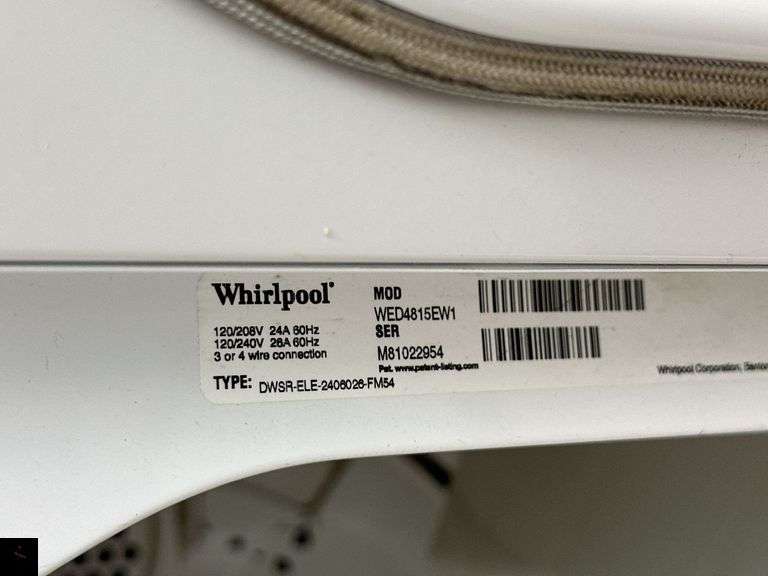 Whirlpool
120/208V 24A 60Hz
120/240V 26A 60Hz
3 or 4 wire connection
TYPE: DWSR-ELE-2406026-FM54
MOD
WED4815EW1
SER
M81022954
Pat. www.patent-listing.com
Whirlpool Corporation,